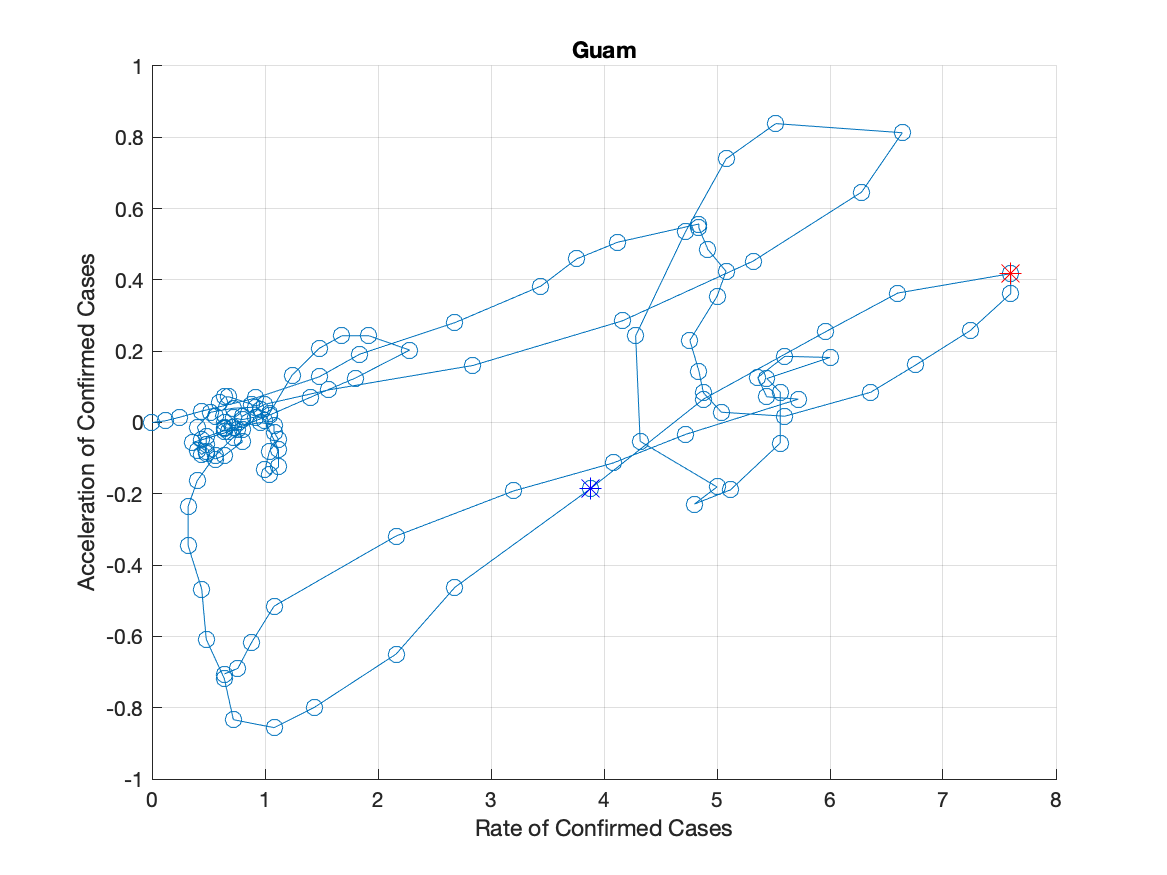 Guam
1
0.8
0.6
0.4
0.2
0
-0.2
-0.4
-0.6
-0.8
-1
Acceleration of Confirmed Cases
0 1 2 3 4 5 6 7 8
Rate of Confirmed Cases